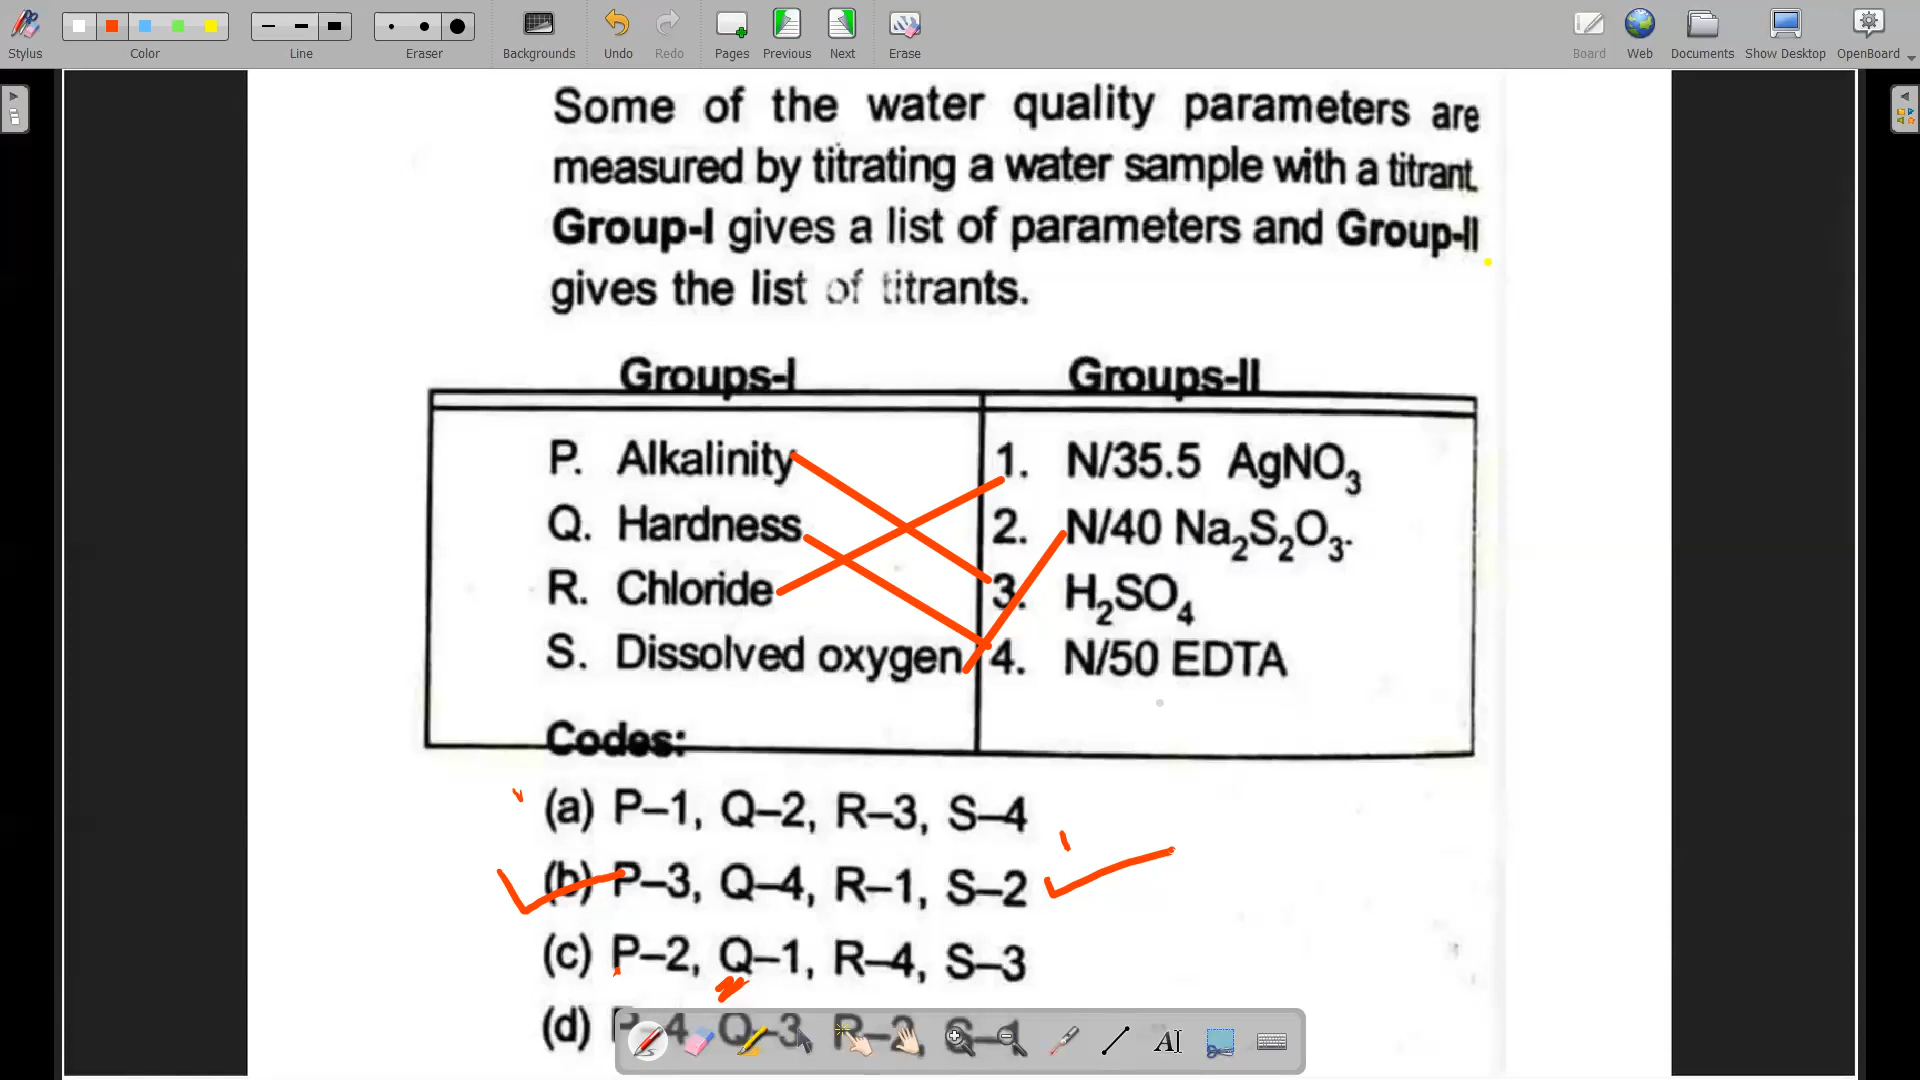 Stylus Color Line Eraser Backgrounds Undo Redo Pages Previous Next Erase Board Web Documents Show Desktop OpenBoard
Some of the water quality parameters are
measured by titrating a water sample with a titrant.
Group-I gives a list of parameters and Group-II
gives the list of titrants.
Groups-I Groups-II
P. Alkalinity 1. N/35.5 AgNO3
Q. Hardness 2. N/40 Na2S2O3.
R. Chloride 3. H2SO4
S. Dissolved oxygen 4. N/50 EDTA
Codes:
(a) P–1, Q–2, R–3, S–4
(b) P–3, Q–4, R–1, S–2
(c) P–2, Q–1, R–4, S–3
(d) P–4, Q–3, R–2, S–1